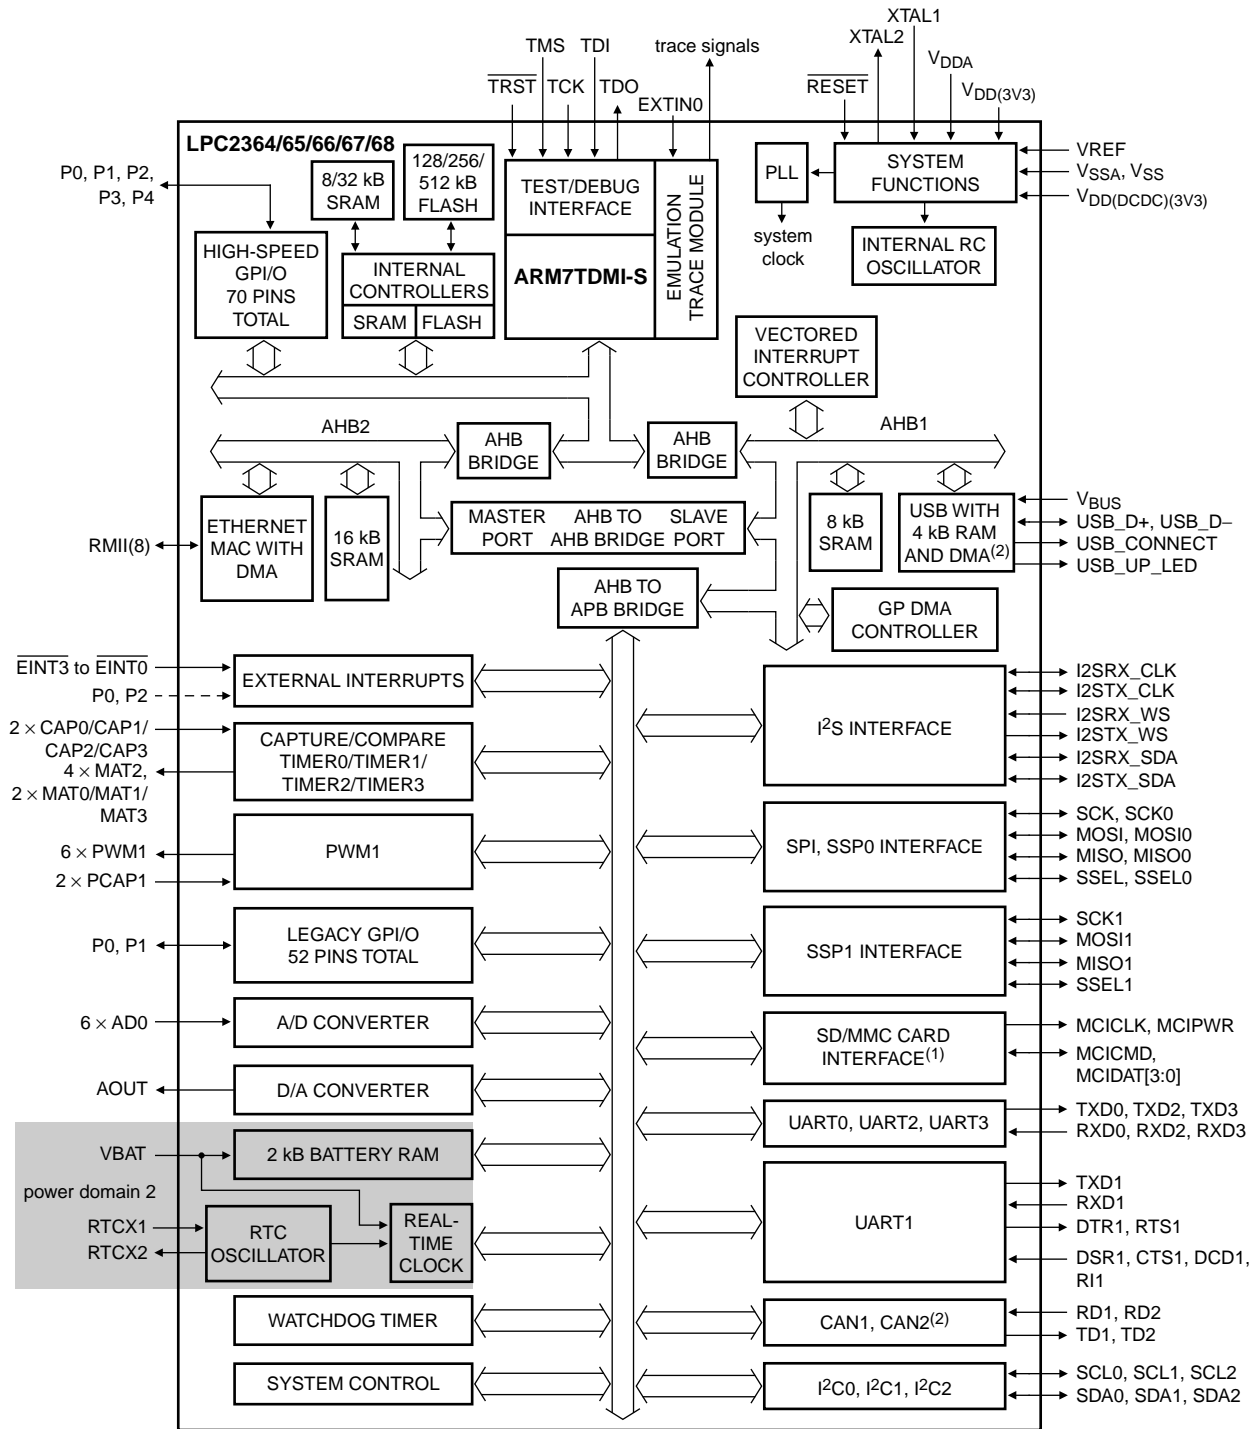 XTAL1
XTAL2
VDDA
VDD(3V3)
TMS TDI
trace signals
TRST TCK TDO
EXTIN0
RESET
LPC2364/65/66/67/68
P0, P1, P2,
P3, P4
8/32 kB
SRAM
128/256/
512 kB
FLASH
TEST/DEBUG
INTERFACE
EMULATION
TRACE MODULE
PLL
SYSTEM
FUNCTIONS
VREF
VSSA, VSS
VDD(DCDC)(3V3)
system
clock
INTERNAL RC
OSCILLATOR
HIGH-SPEED
GPI/O
70 PINS
TOTAL
INTERNAL
CONTROLLERS
SRAM FLASH
ARM7TDMI-S
VECTORED
INTERRUPT
CONTROLLER
AHB2
AHB
BRIDGE
AHB
BRIDGE
AHB1
ETHERNET
MAC WITH
DMA
16 kB
SRAM
MASTER
PORT
AHB TO
AHB BRIDGE
SLAVE
PORT
8 kB
SRAM
USB WITH
4 kB RAM
AND DMA(2)
RMII(8)
VBUS
USB_D+, USB_D−
USB_CONNECT
USB_UP_LED
AHB TO
APB BRIDGE
GP DMA
CONTROLLER
EINT3 to EINT0
P0, P2
EXTERNAL INTERRUPTS
2 × CAP0/CAP1/
CAP2/CAP3
4 × MAT2,
2 × MAT0/MAT1/
MAT3
CAPTURE/COMPARE
TIMER0/TIMER1/
TIMER2/TIMER3
6 × PWM1
2 × PCAP1
PWM1
P0, P1
LEGACY GPI/O
52 PINS TOTAL
6 × AD0
A/D CONVERTER
AOUT
D/A CONVERTER
VBAT
2 kB BATTERY RAM
power domain 2
RTCX1
RTCX2
RTC
OSCILLATOR
REAL-
TIME
CLOCK
WATCHDOG TIMER
SYSTEM CONTROL
I2S INTERFACE
I2SRX_CLK
I2STX_CLK
I2SRX_WS
I2STX_WS
I2SRX_SDA
I2STX_SDA
SPI, SSP0 INTERFACE
SCK, SCK0
MOSI, MOSI0
MISO, MISO0
SSEL, SSEL0
SSP1 INTERFACE
SCK1
MOSI1
MISO1
SSEL1
SD/MMC CARD
INTERFACE(1)
MCICLK, MCIPWR
MCICMD,
MCIDAT[3:0]
UART0, UART2, UART3
TXD0, TXD2, TXD3
RXD0, RXD2, RXD3
UART1
TXD1
RXD1
DTR1, RTS1
DSR1, CTS1, DCD1,
RI1
CAN1, CAN2(2)
RD1, RD2
TD1, TD2
I2C0, I2C1, I2C2
SCL0, SCL1, SCL2
SDA0, SDA1, SDA2